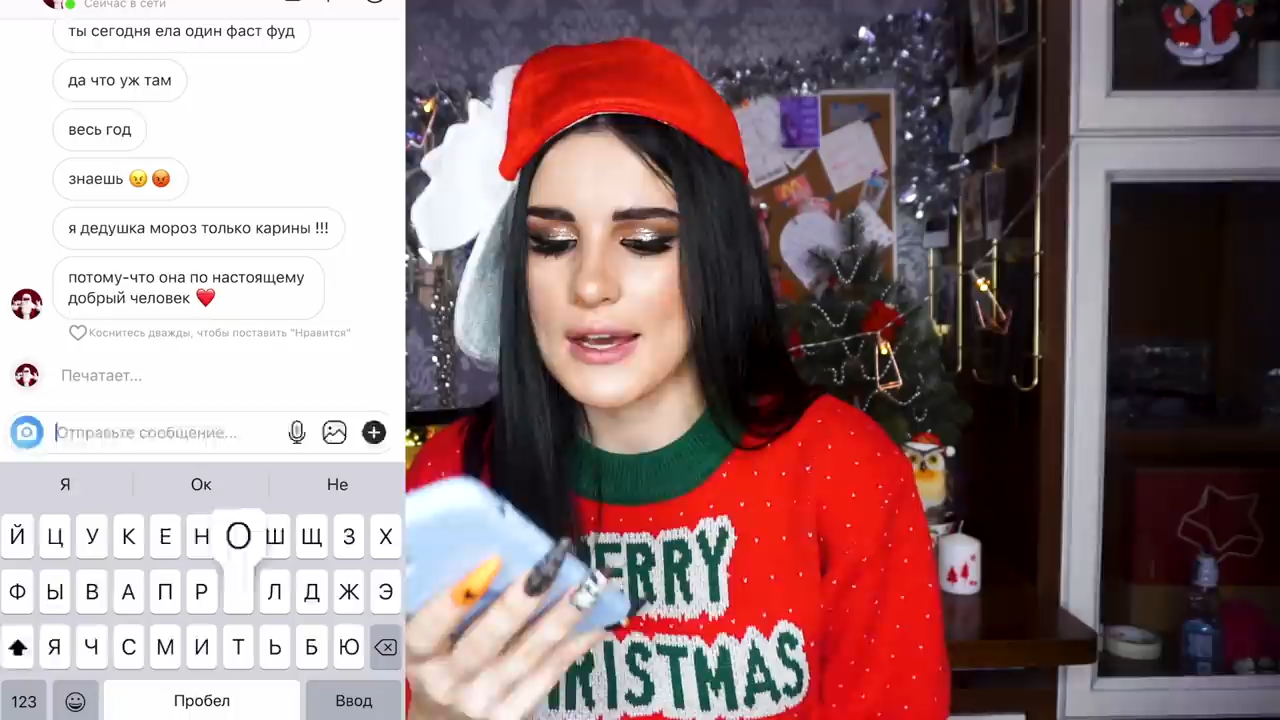 Сейчас в сети
ты сегодня ела один фаст фуд
да что уж там
весь год
знаешь 😠 😡
я дедушка мороз только карины !!!
потому-что она по настоящему
добрый человек ❤️
Коснитесь дважды, чтобы поставить "Нравится"
Печатает...
Отправьте сообщение...
Я Ок Не
Й Ц У К Е Н О Ш Щ З Х
Ф Ы В А П Р Л Д Ж Э
Я Ч С М И Т Ь Б Ю
123 Пробел Ввод
ERRY
RISTMAS